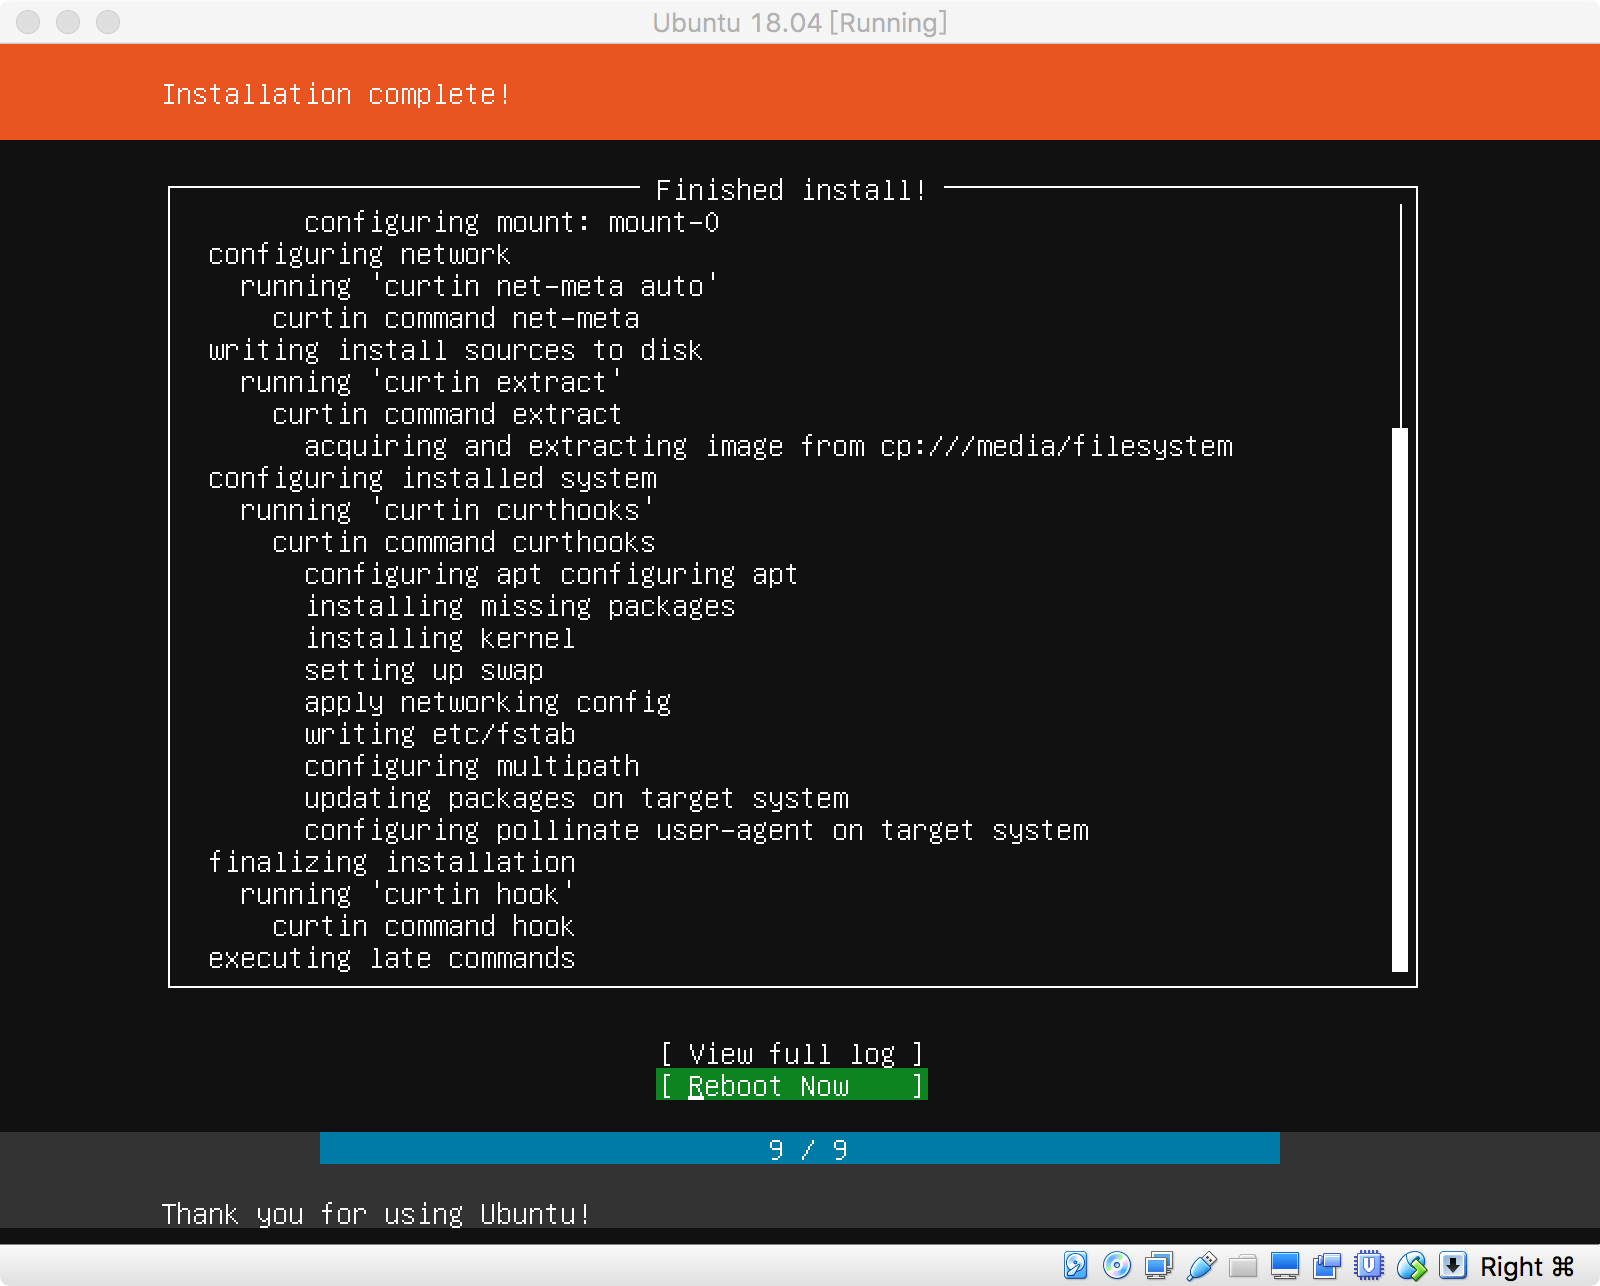 Ubuntu 18.04 [Running]
Installation complete!
Finished install!
configuring mount: mount-0
configuring network
running 'curtin net-meta auto'
curtin command net-meta
writing install sources to disk
running 'curtin extract'
curtin command extract
acquiring and extracting image from cp:///media/filesystem
configuring installed system
running 'curtin curthooks'
curtin command curthooks
configuring apt configuring apt
installing missing packages
installing kernel
setting up swap
apply networking config
writing etc/fstab
configuring multipath
updating packages on target system
configuring pollinate user-agent on target system
finalizing installation
running 'curtin hook'
curtin command hook
executing late commands
[ View full log ]
[ Reboot Now ]
9 / 9
Thank you for using Ubuntu!
Right ⌘